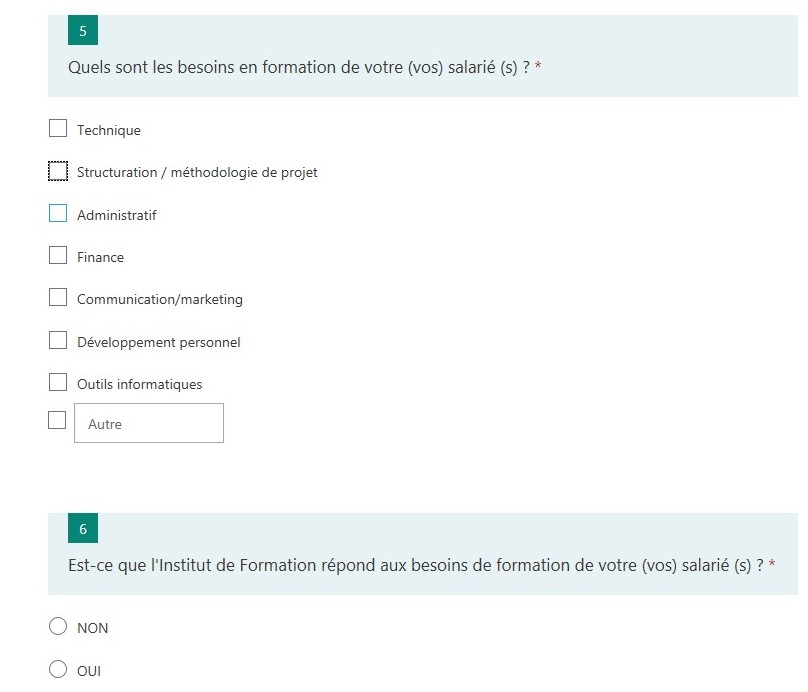 5
Quels sont les besoins en formation de votre (vos) salarié (s) ? *
Technique
Structuration / méthodologie de projet
Administratif
Finance
Communication/marketing
Développement personnel
Outils informatiques
Autre
6
Est-ce que l'Institut de Formation répond aux besoins de formation de votre (vos) salarié (s) ? *
NON
OUI